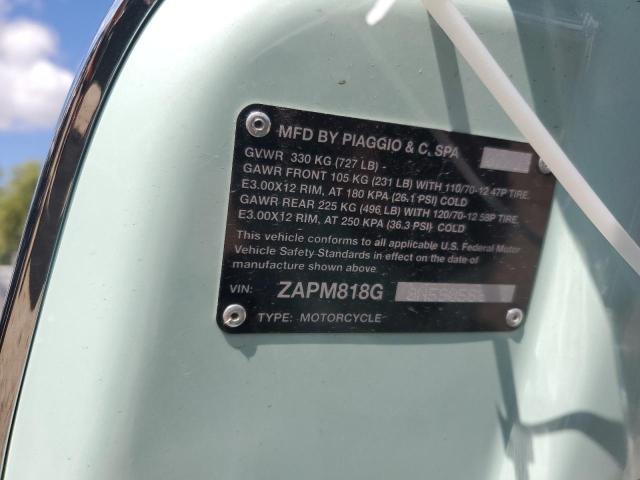 MFD BY PIAGGIO & C. SPA
GVWR 330 KG (727 LB) -
GAWR FRONT 105 KG (231 LB) WITH 110/70-12 47P TIRE,
E3.00X12 RIM, AT 180 KPA (26.1 PSI) COLD
GAWR REAR 225 KG (496 LB) WITH 120/70-12 58P TIRE,
E3.00X12 RIM, AT 250 KPA (36.3 PSI) COLD
This vehicle conforms to all applicable U.S. Federal Motor
Vehicle Safety Standards in effect on the date of
manufacture shown above
VIN: ZAPM818G
TYPE: MOTORCYCLE